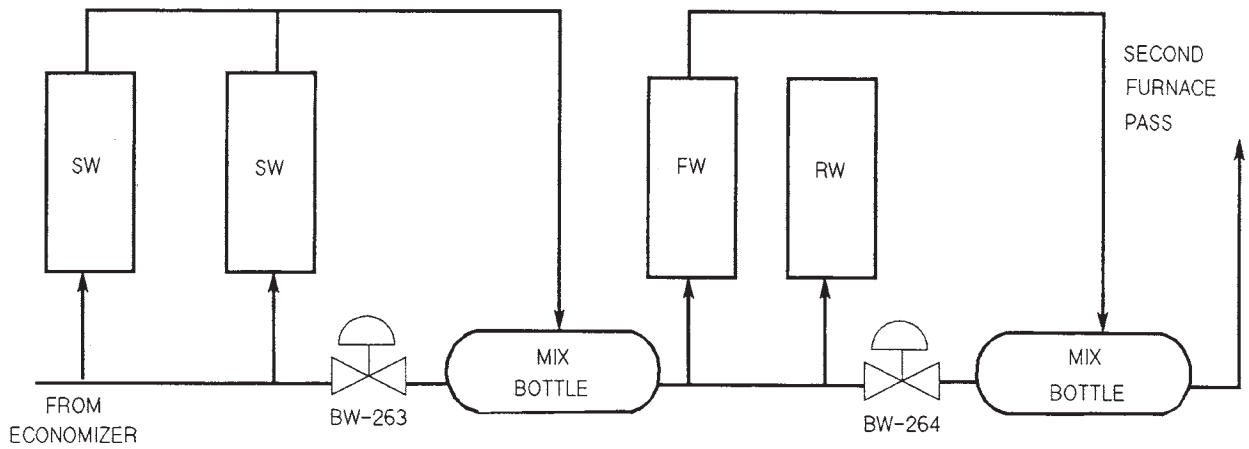 SW
SW
FW
RW
SECOND
FURNACE
PASS
MIX
BOTTLE
MIX
BOTTLE
FROM
ECONOMIZER
BW-263
BW-264